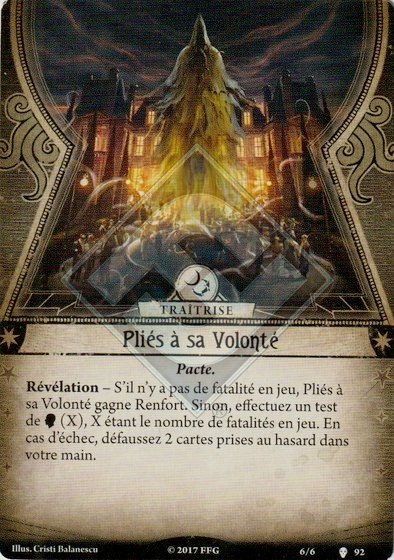 TRAÎTRISE
Pliés à sa Volonté
Pacte.
Révélation – S'il n'y a pas de fatalité en jeu, Pliés à
sa Volonté gagne Renfort. Sinon, effectuez un test
de (X), X étant le nombre de fatalités en jeu. En
cas d'échec, défaussez 2 cartes prises au hasard dans
votre main.
Illus. Cristi Balanescu © 2017 FFG 6/6 92